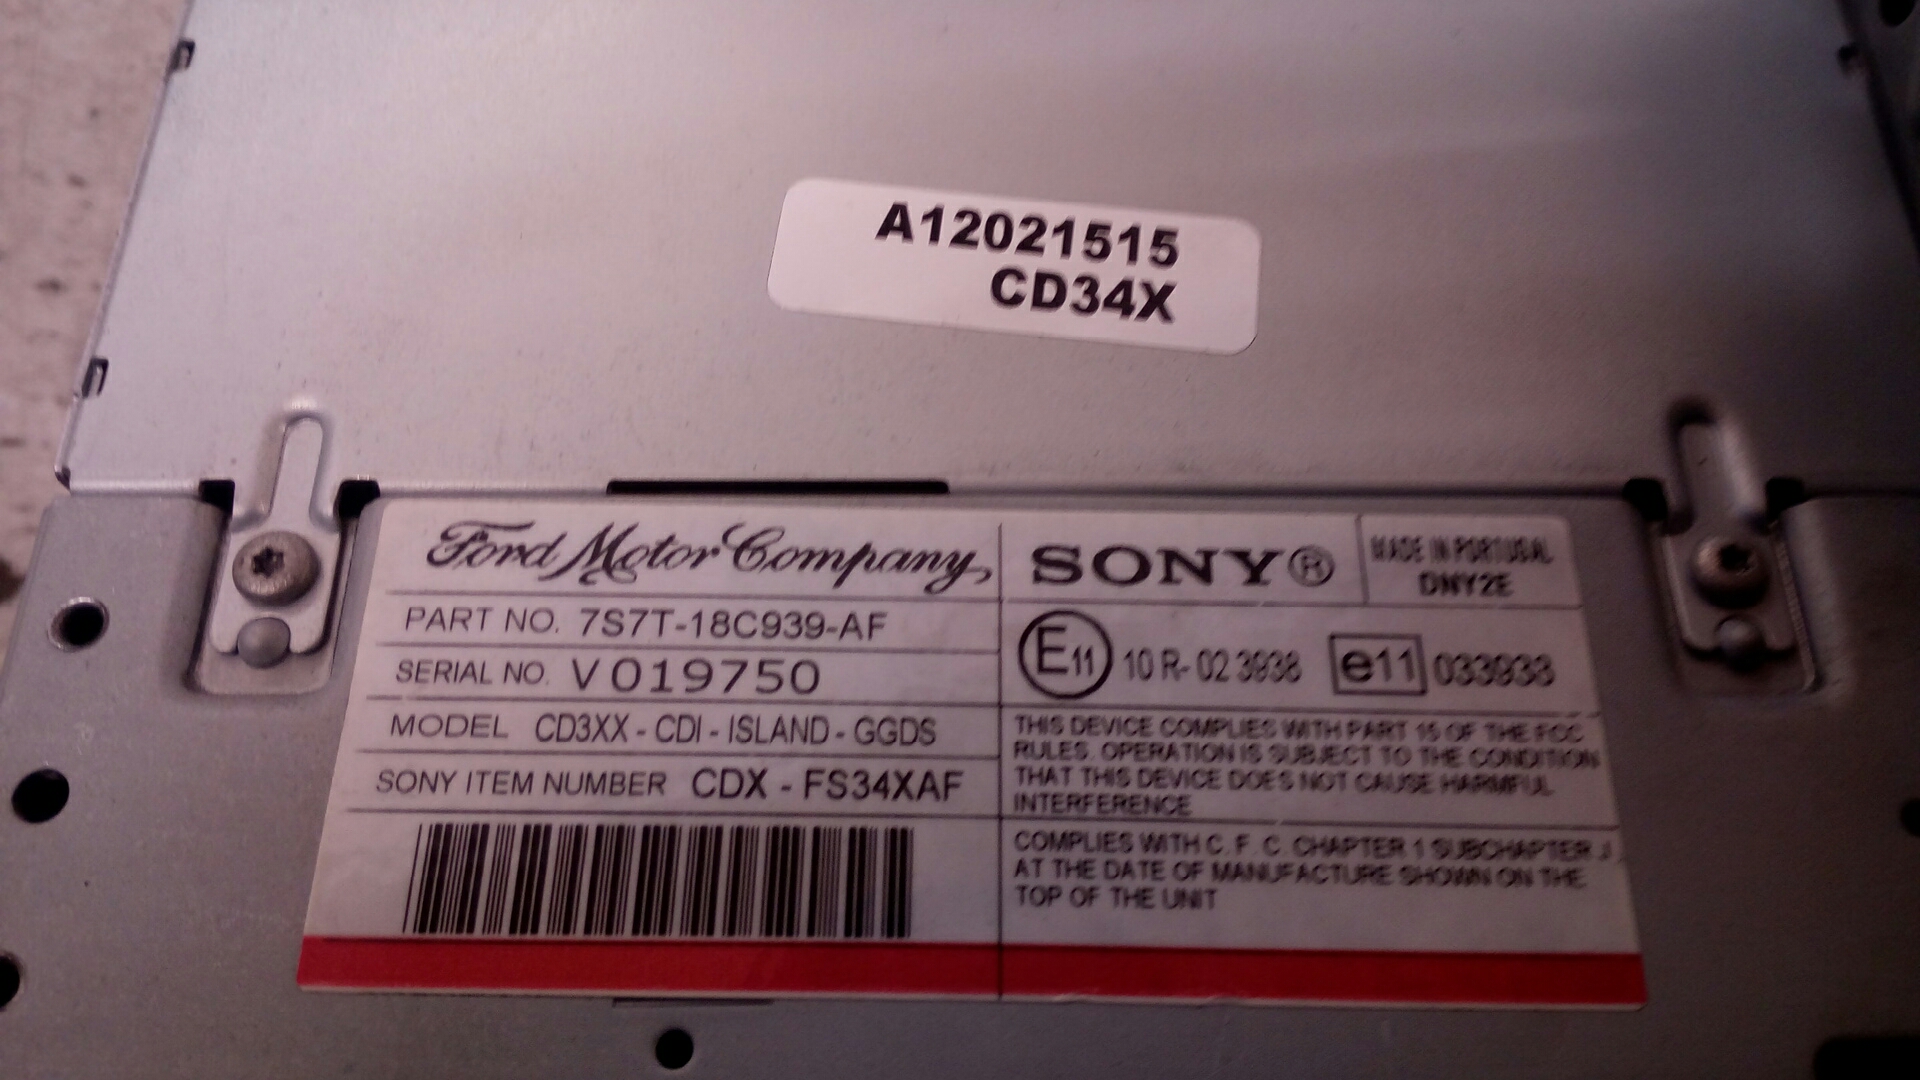 A12021515
CD34X
Ford Motor Company,
PART NO. 7S7T-18C939-AF
SERIAL NO. V019750
MODEL CD3XX - CDI - ISLAND - GGDS
SONY ITEM NUMBER CDX - FS34XAF
SONY®
MADE IN PORTUGAL
DNY2E
E11 10 R- 02 3938 e11 033938
THIS DEVICE COMPLIES WITH PART 15 OF THE FCC
RULES. OPERATION IS SUBJECT TO THE CONDITION
THAT THIS DEVICE DOES NOT CAUSE HARMFUL
INTERFERENCE
COMPLIES WITH C. F. C. CHAPTER 1 SUBCHAPTER J
AT THE DATE OF MANUFACTURE SHOWN ON THE
TOP OF THE UNIT